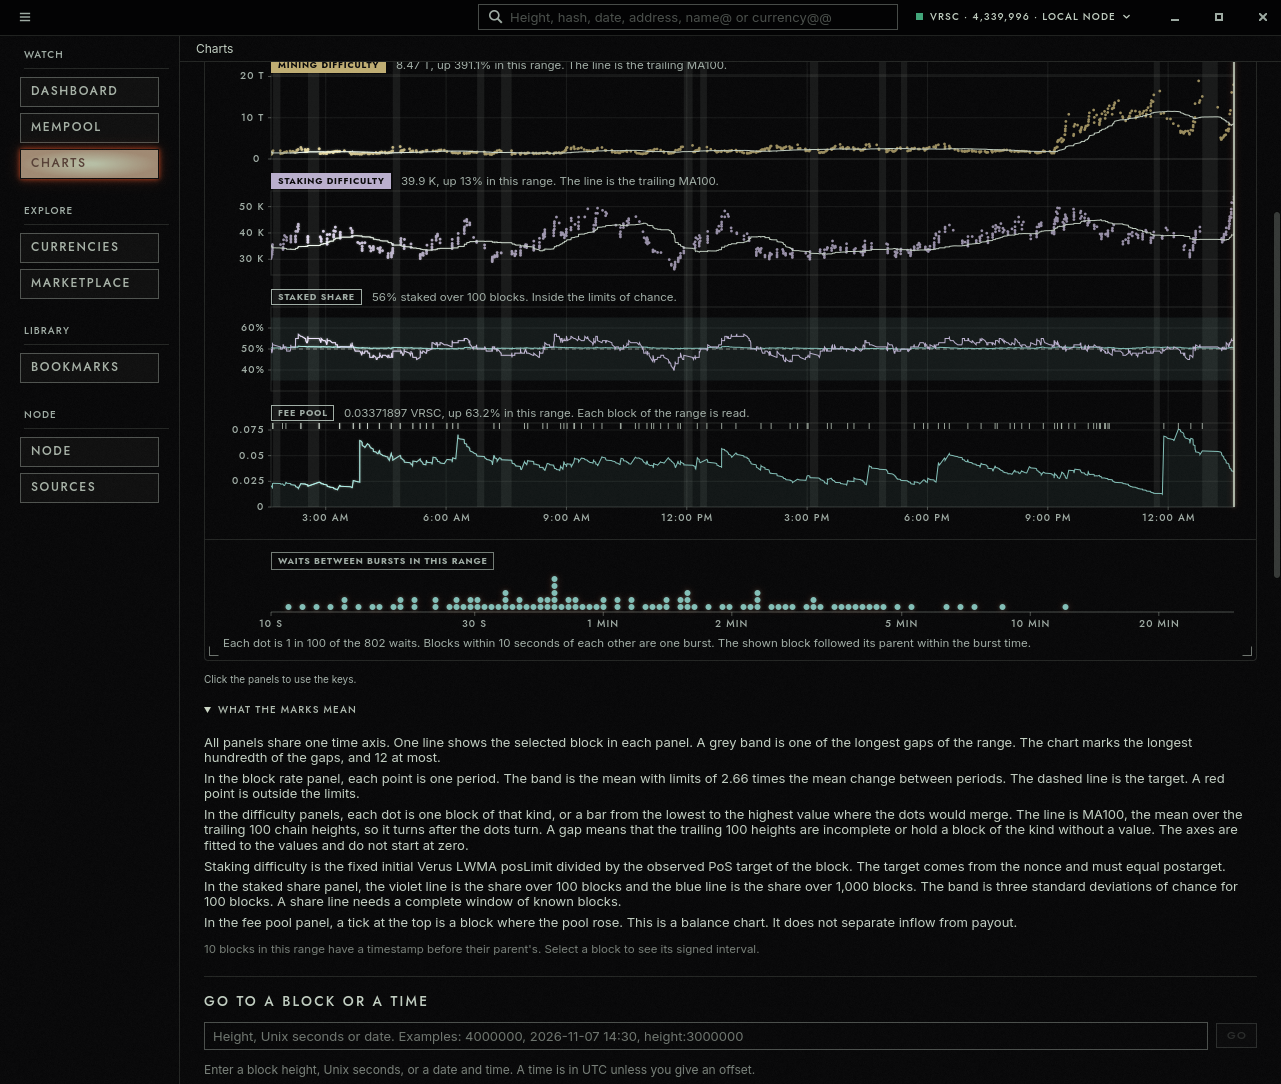 Height, hash, date, address, name@ or currency@@
VRSC · 4,339,996 · LOCAL NODE
WATCH
DASHBOARD
MEMPOOL
CHARTS
EXPLORE
CURRENCIES
MARKETPLACE
LIBRARY
BOOKMARKS
NODE
NODE
SOURCES
Charts
MINING DIFFICULTY 8.47 T, up 391.1% in this range. The line is the trailing MA100.
20 T
10 T
0
STAKING DIFFICULTY 39.9 K, up 13% in this range. The line is the trailing MA100.
50 K
40 K
30 K
STAKED SHARE 56% staked over 100 blocks. Inside the limits of chance.
60%
50%
40%
FEE POOL 0.03371897 VRSC, up 63.2% in this range. Each block of the range is read.
0.075
0.05
0.025
0
3:00 AM 6:00 AM 9:00 AM 12:00 PM 3:00 PM 6:00 PM 9:00 PM 12:00 AM
WAITS BETWEEN BURSTS IN THIS RANGE
10 S 30 S 1 MIN 2 MIN 5 MIN 10 MIN 20 MIN
Each dot is 1 in 100 of the 802 waits. Blocks within 10 seconds of each other are one burst. The shown block followed its parent within the burst time.
Click the panels to use the keys.
WHAT THE MARKS MEAN
All panels share one time axis. One line shows the selected block in each panel. A grey band is one of the longest gaps of the range. The chart marks the longest
hundredth of the gaps, and 12 at most.
In the block rate panel, each point is one period. The band is the mean with limits of 2.66 times the mean change between periods. The dashed line is the target. A red
point is outside the limits.
In the difficulty panels, each dot is one block of that kind, or a bar from the lowest to the highest value where the dots would merge. The line is MA100, the mean over the
trailing 100 chain heights, so it turns after the dots turn. A gap means that the trailing 100 heights are incomplete or hold a block of the kind without a value. The axes are
fitted to the values and do not start at zero.
Staking difficulty is the fixed initial Verus LWMA posLimit divided by the observed PoS target of the block. The target comes from the nonce and must equal postarget.
In the staked share panel, the violet line is the share over 100 blocks and the blue line is the share over 1,000 blocks. The band is three standard deviations of chance for
100 blocks. A share line needs a complete window of known blocks.
In the fee pool panel, a tick at the top is a block where the pool rose. This is a balance chart. It does not separate inflow from payout.
10 blocks in this range have a timestamp before their parent's. Select a block to see its signed interval.
GO TO A BLOCK OR A TIME
Height, Unix seconds or date. Examples: 4000000, 2026-11-07 14:30, height:3000000
GO
Enter a block height, Unix seconds, or a date and time. A time is in UTC unless you give an offset.